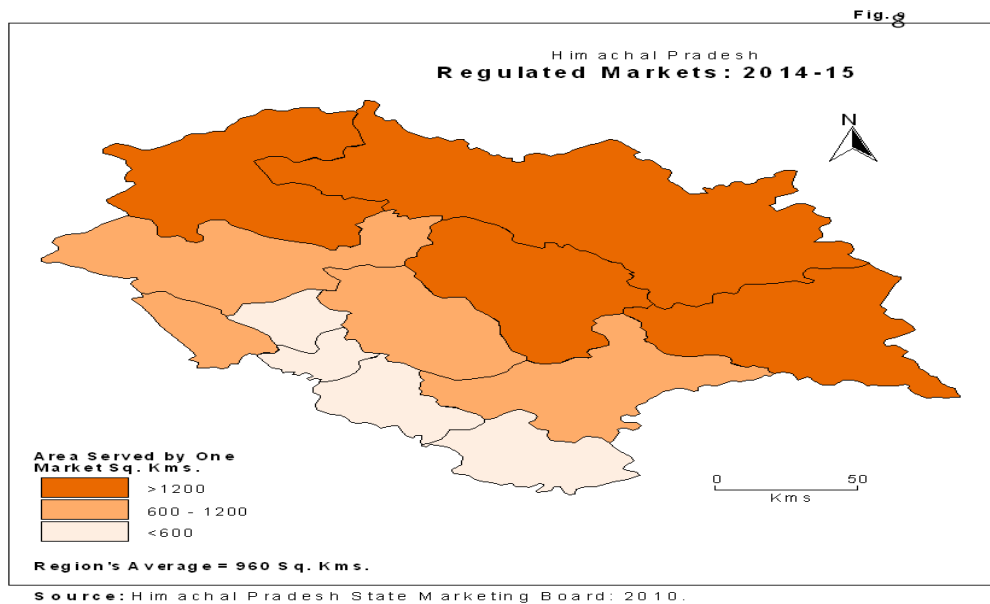 Fig. 8
Himachal Pradesh
Regulated Markets: 2014-15
N
Area Served by One
Market Sq. Kms.
>1200
600 - 1200
<600
0 50
Kms
Region's Average = 960 Sq. Kms.
Source: Himachal Pradesh State Marketing Board: 2010.